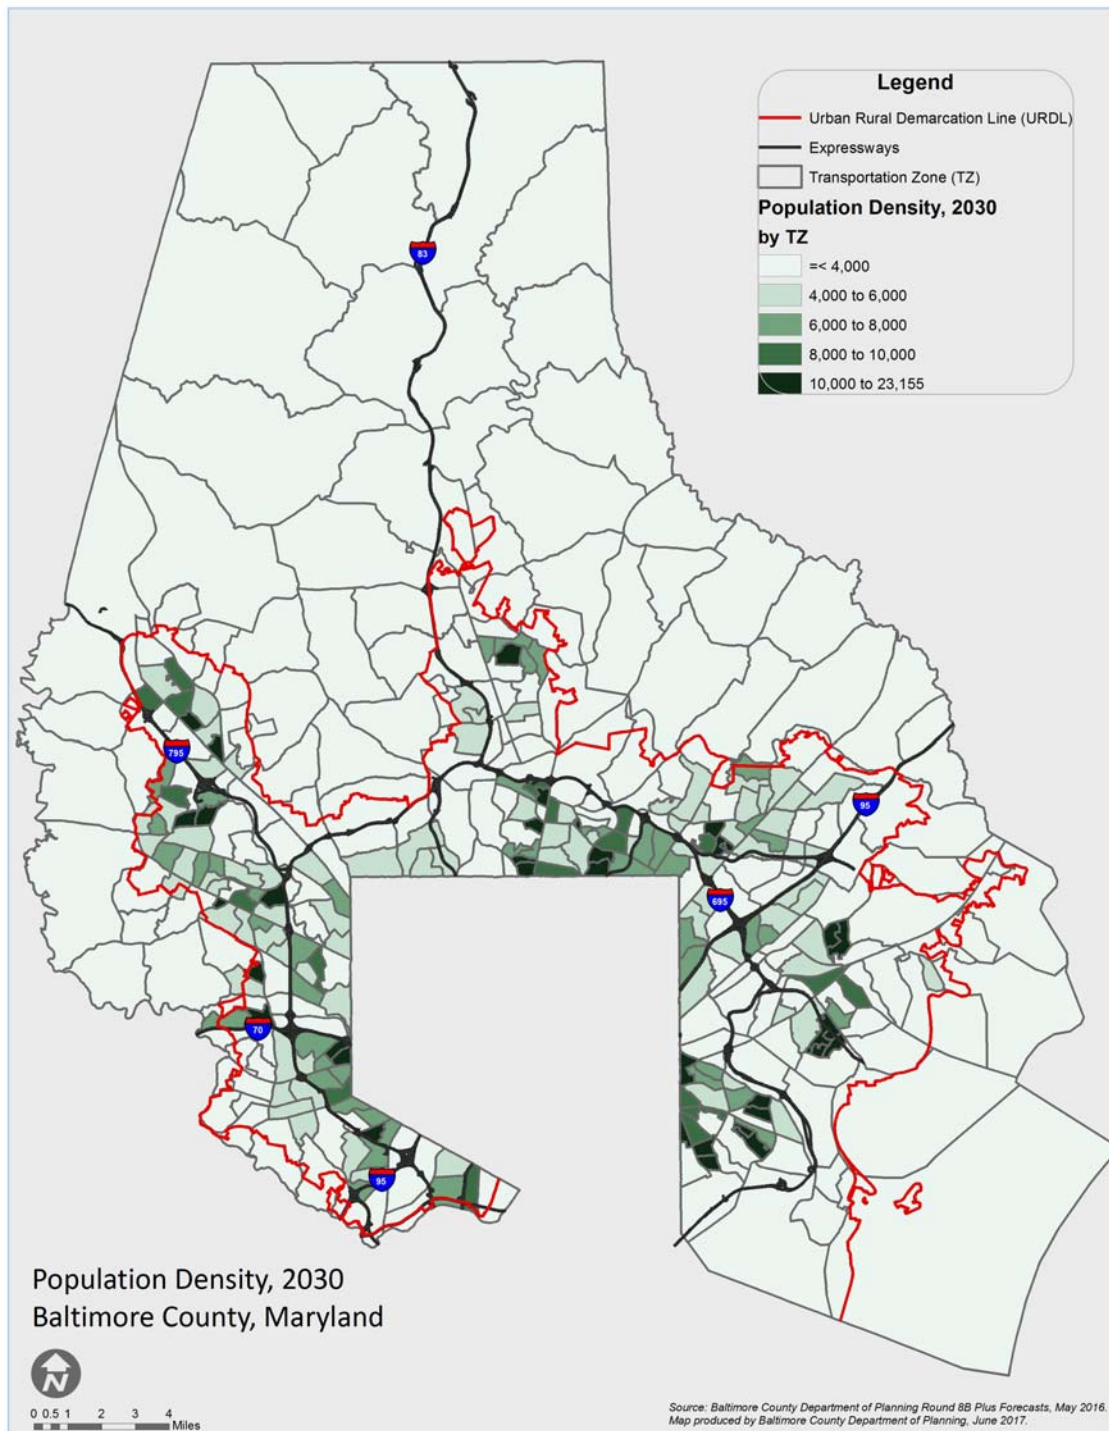 Legend
Urban Rural Demarcation Line (URDL)
Expressways
Transportation Zone (TZ)
Population Density, 2030
by TZ
=< 4,000
4,000 to 6,000
6,000 to 8,000
8,000 to 10,000
10,000 to 23,155
83
795
95
695
70
95
Population Density, 2030
Baltimore County, Maryland
N
0 0.5 1 2 3 4
Miles
Source: Baltimore County Department of Planning Round 8B Plus Forecasts, May 2016.
Map produced by Baltimore County Department of Planning, June 2017.